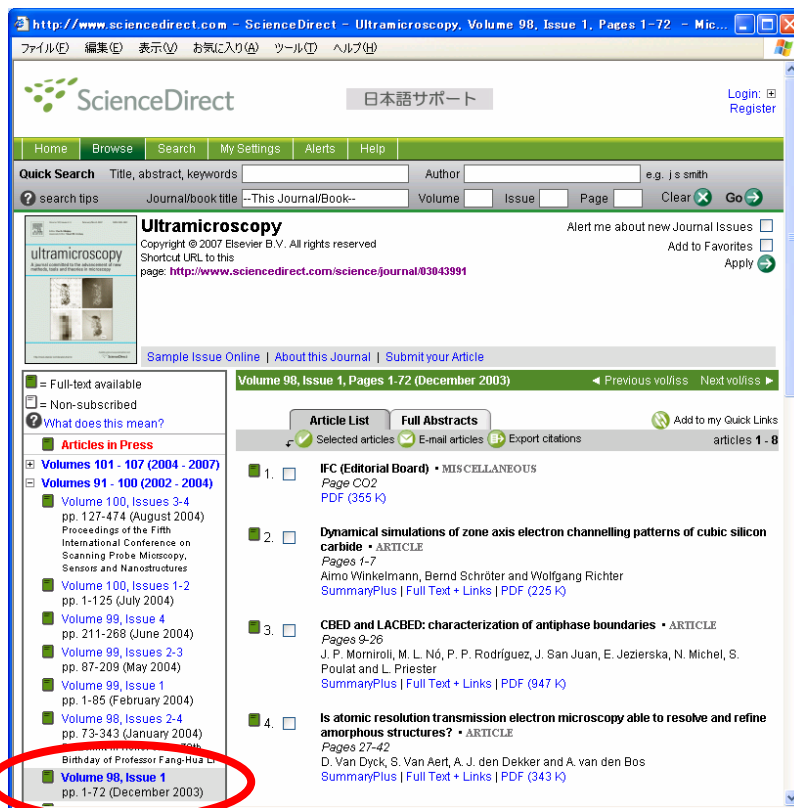 http://www.sciencedirect.com - ScienceDirect - Ultramicroscopy, Volume 98, Issue 1, Pages 1-72 - Mic...
ファイル(F) 編集(E) 表示(V) お気に入り(A) ツール(T) ヘルプ(H)
ScienceDirect
日本語サポート
Login:
Register
Home Browse Search My Settings Alerts Help
Quick Search Title, abstract, keywords Author e.g. j s smith
search tips Journal/book title --This Journal/Book-- Volume Issue Page Clear Go
ultramicroscopy
Ultramicroscopy
Copyright © 2007 Elsevier B.V. All rights reserved
Shortcut URL to this
page: http://www.sciencedirect.com/science/journal/03043991
Alert me about new Journal Issues
Add to Favorites
Apply
Sample Issue Online | About this Journal | Submit your Article
= Full-text available
= Non-subscribed
What does this mean?
Articles in Press
Volumes 101 - 107 (2004 - 2007)
Volumes 91 - 100 (2002 - 2004)
Volume 100, Issues 3-4
pp. 127-474 (August 2004)
Proceedings of the Fifth
International Conference on
Scanning Probe Micrscopy,
Sensors and Nanostructures
Volume 100, Issues 1-2
pp. 1-125 (July 2004)
Volume 99, Issue 4
pp. 211-268 (June 2004)
Volume 99, Issues 2-3
pp. 87-209 (May 2004)
Volume 99, Issue 1
pp. 1-85 (February 2004)
Volume 98, Issues 2-4
pp. 73-343 (January 2004)
Birthday of Professor Fang-Hua Li
Volume 98, Issue 1
pp. 1-72 (December 2003)
Volume 98, Issue 1, Pages 1-72 (December 2003)
Previous vol/iss Next vol/iss
Article List Full Abstracts
Add to my Quick Links
Selected articles E-mail articles Export citations
articles 1 - 8
1. IFC (Editorial Board) • MISCELLANEOUS
Page CO2
PDF (355 K)
2. Dynamical simulations of zone axis electron channelling patterns of cubic silicon
carbide • ARTICLE
Pages 1-7
Aimo Winkelmann, Bernd Schröter and Wolfgang Richter
SummaryPlus | Full Text + Links | PDF (225 K)
3. CBED and LACBED: characterization of antiphase boundaries • ARTICLE
Pages 9-26
J. P. Morniroli, M. L. Nó, P. P. Rodríguez, J. San Juan, E. Jezierska, N. Michel, S.
Poulat and L. Priester
SummaryPlus | Full Text + Links | PDF (947 K)
4. Is atomic resolution transmission electron microscopy able to resolve and refine
amorphous structures? • ARTICLE
Pages 27-42
D. Van Dyck, S. Van Aert, A. J. den Dekker and A. van den Bos
SummaryPlus | Full Text + Links | PDF (343 K)